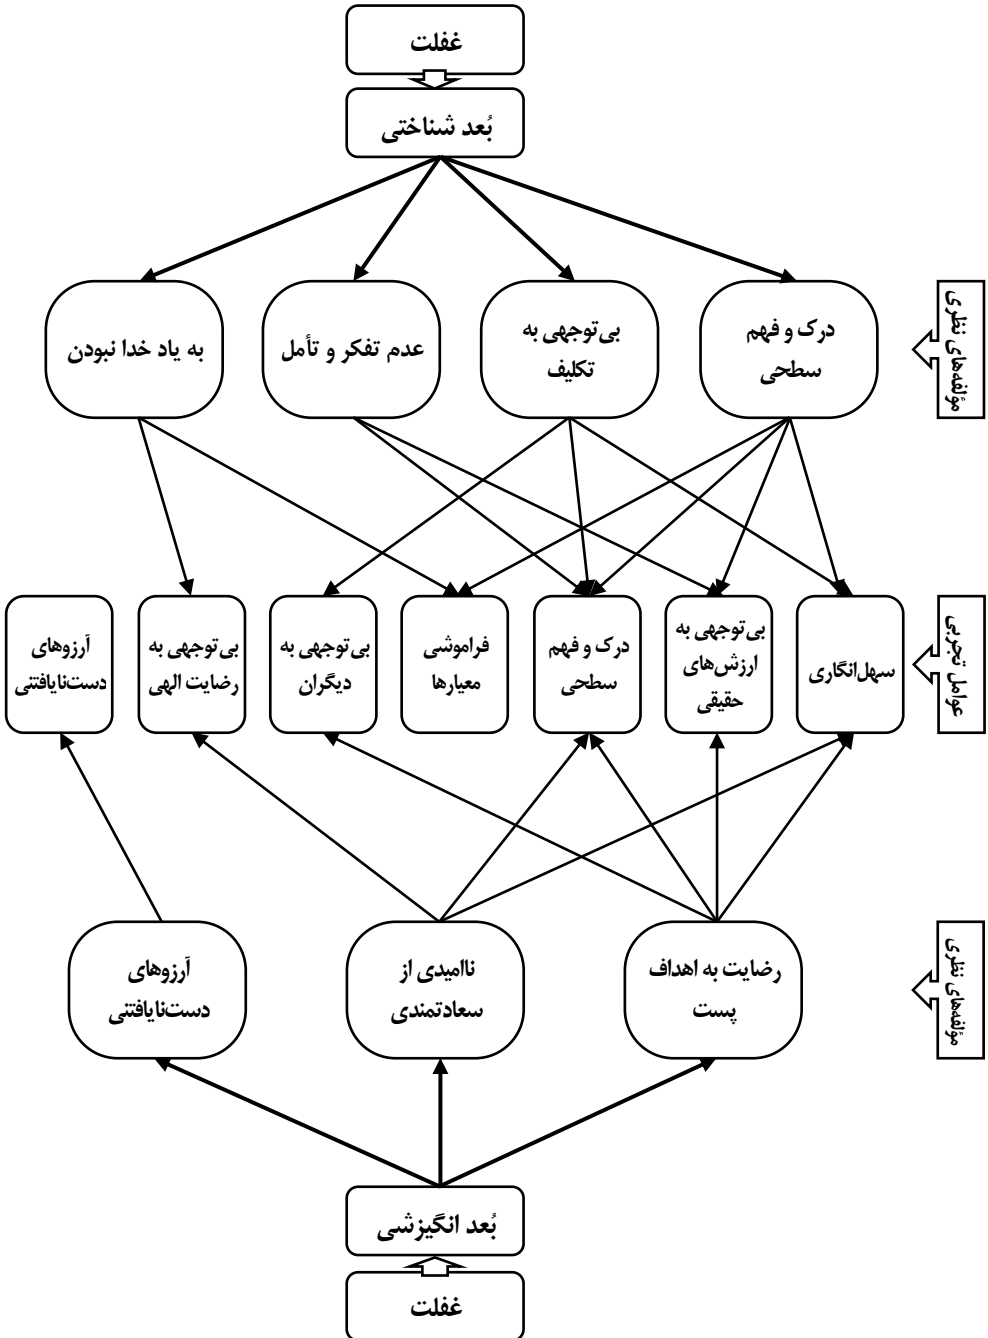 غفلت
بُعد شناختی
مؤلفه‌های نظری
درک و فهم
سطحی
بی‌توجهی به
تکلیف
عدم تفکر و تأمل
به یاد خدا نبودن
عوامل تجربی
سهل‌انگاری
بی‌توجهی به
ارزش‌های
حقیقی
درک و فهم
سطحی
فراموشی
معیارها
بی‌توجهی به
دیگران
بی‌توجهی به
رضایت الهی
آرزوهای
دست‌نایافتنی
مؤلفه‌های نظری
رضایت به اهداف
پست
ناامیدی از
سعادتمندی
آرزوهای
دست‌نایافتنی
بُعد انگیزشی
غفلت